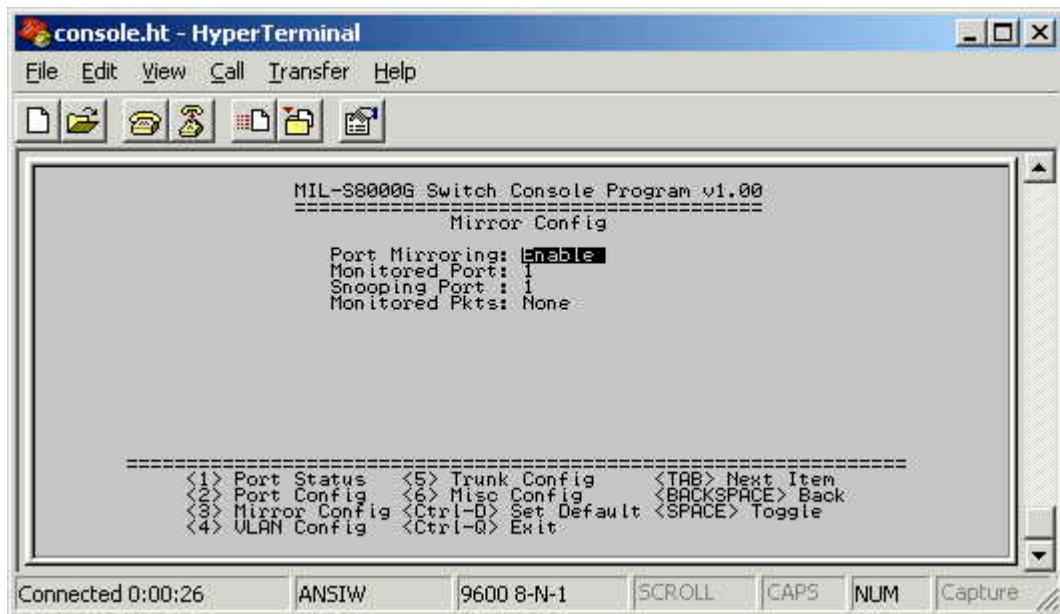 console.ht - HyperTerminal
File Edit View Call Transfer Help
MIL-S8000G Switch Console Program v1.00
=======================================
Mirror Config
Port Mirroring: Enable
Monitored Port: 1
Snooping Port : 1
Monitored Pkts: None
=================================================================
<1> Port Status <5> Trunk Config <TAB> Next Item
<2> Port Config <6> Misc Config <BACKSPACE> Back
<3> Mirror Config <Ctrl-D> Set Default <SPACE> Toggle
<4> VLAN Config <Ctrl-Q> Exit
Connected 0:00:26 ANSIW 9600 8-N-1 SCROLL CAPS NUM Capture